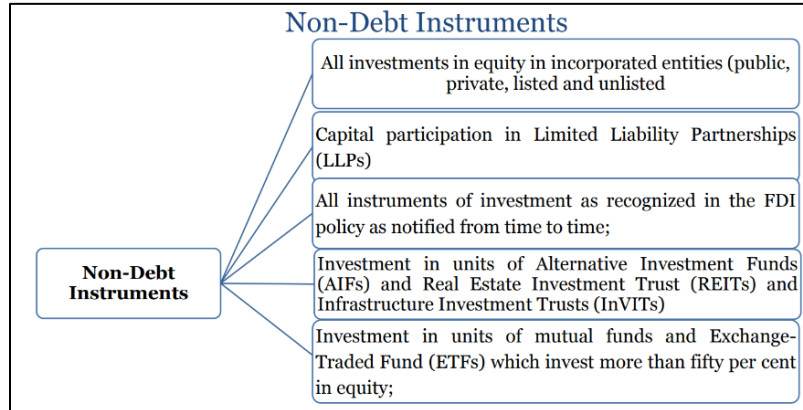 Non-Debt Instruments
All investments in equity in incorporated entities (public,
private, listed and unlisted
Capital participation in Limited Liability Partnerships
(LLPs)
All instruments of investment as recognized in the FDI
policy as notified from time to time;
Non-Debt
Instruments
Investment in units of Alternative Investment Funds
(AIFs) and Real Estate Investment Trust (REITs) and
Infrastructure Investment Trusts (InVITs)
Investment in units of mutual funds and Exchange-
Traded Fund (ETFs) which invest more than fifty per cent
in equity;